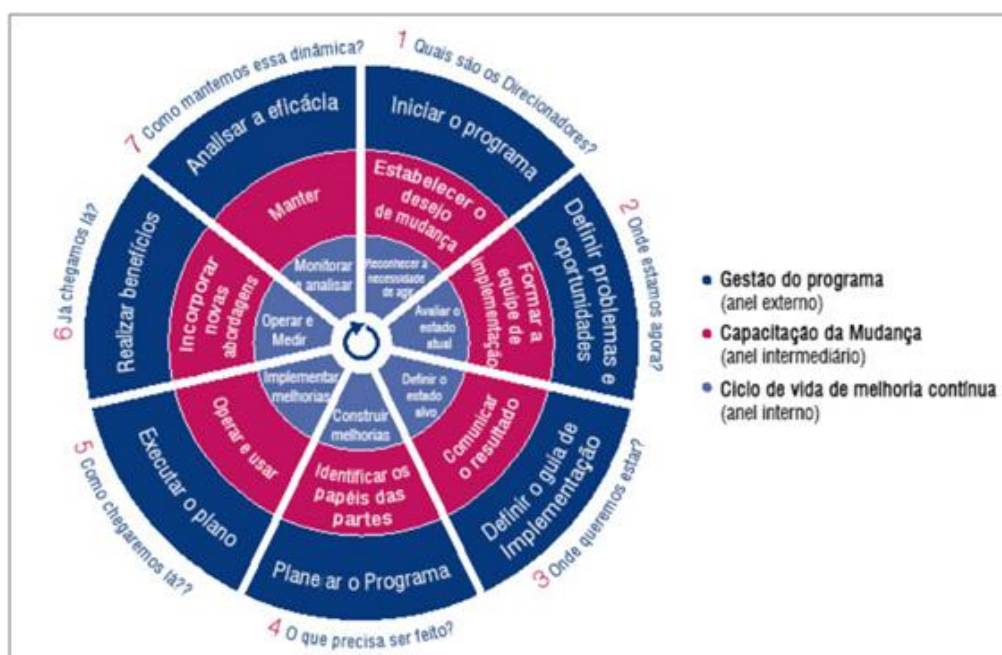 1 Quais são os Direcionadores?
Iniciar o programa
Estabelecer o
desejo
de mudança
Reconhecer a
necessidade
de agir
2 Onde estamos agora?
Definir problemas e
oportunidades
Formar a
equipe de
implementação
Avaliar o
estado
atual
3 Onde queremos estar?
Definir o guia de
Implementação
Comunicar
o resultado
Definir o
estado
alvo
4 O que precisa ser feito?
Plane ar o Programa
Identificar os
papéis das
partes
Construir
melhorias
5 Como chegaremos lá??
Executar o plano
Operar e usar
Implementar
melhorias
6 Já chegamos lá?
Realizar benefícios
Incorporar
novas
abordagens
Operar e
Medir
7 Como mantemos essa dinâmica?
Analisar a eficácia
Manter
Monitorar
e analisar
Gestão do programa
(anel externo)
Capacitação da Mudança
(anel intermediário)
Ciclo de vida de melhoria contínua
(anel interno)